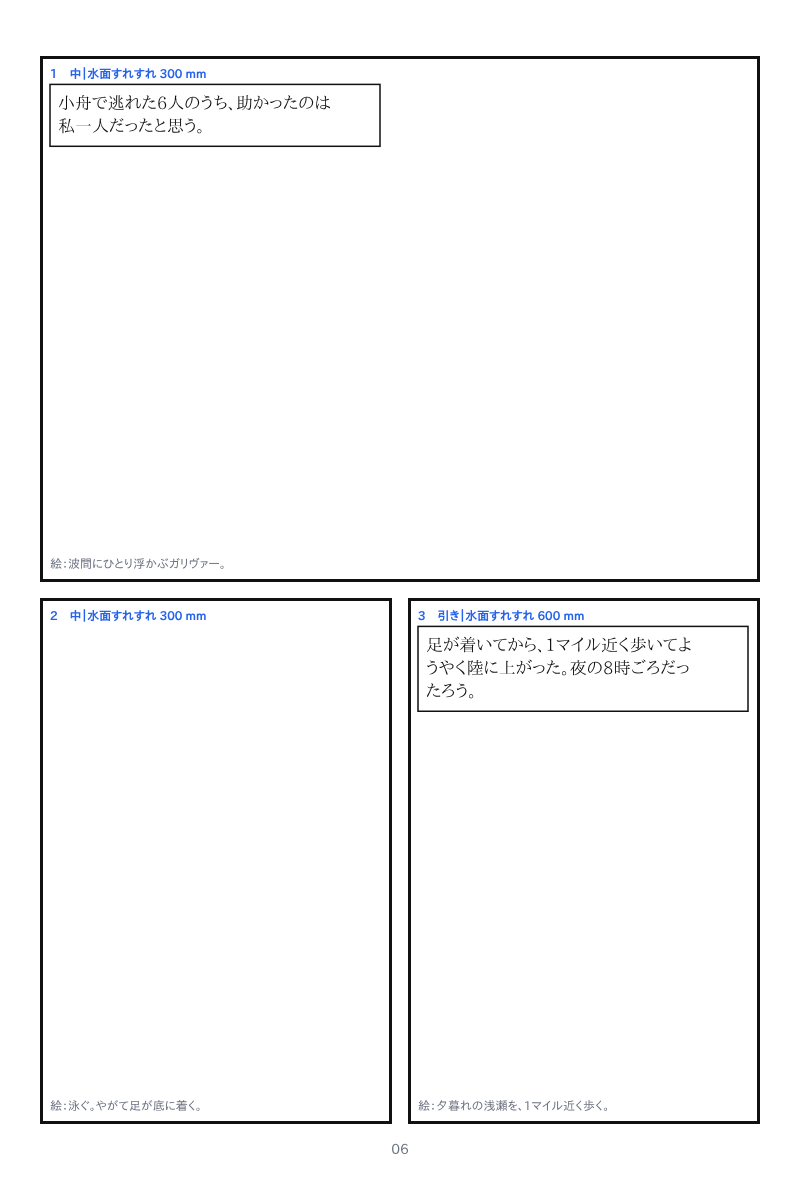 1 中|水面すれすれ 300 mm
小舟で逃れた6人のうち、助かったのは
私一人だったと思う。
絵:波間にひとり浮かぶガリヴァー。
2 中|水面すれすれ 300 mm
絵:泳ぐ。やがて足が底に着く。
3 引き|水面すれすれ 600 mm
足が着いてから、1マイル近く歩いてよ
うやく陸に上がった。夜の8時ごろだっ
たろう。
絵:夕暮れの浅瀬を、1マイル近く歩く。
06